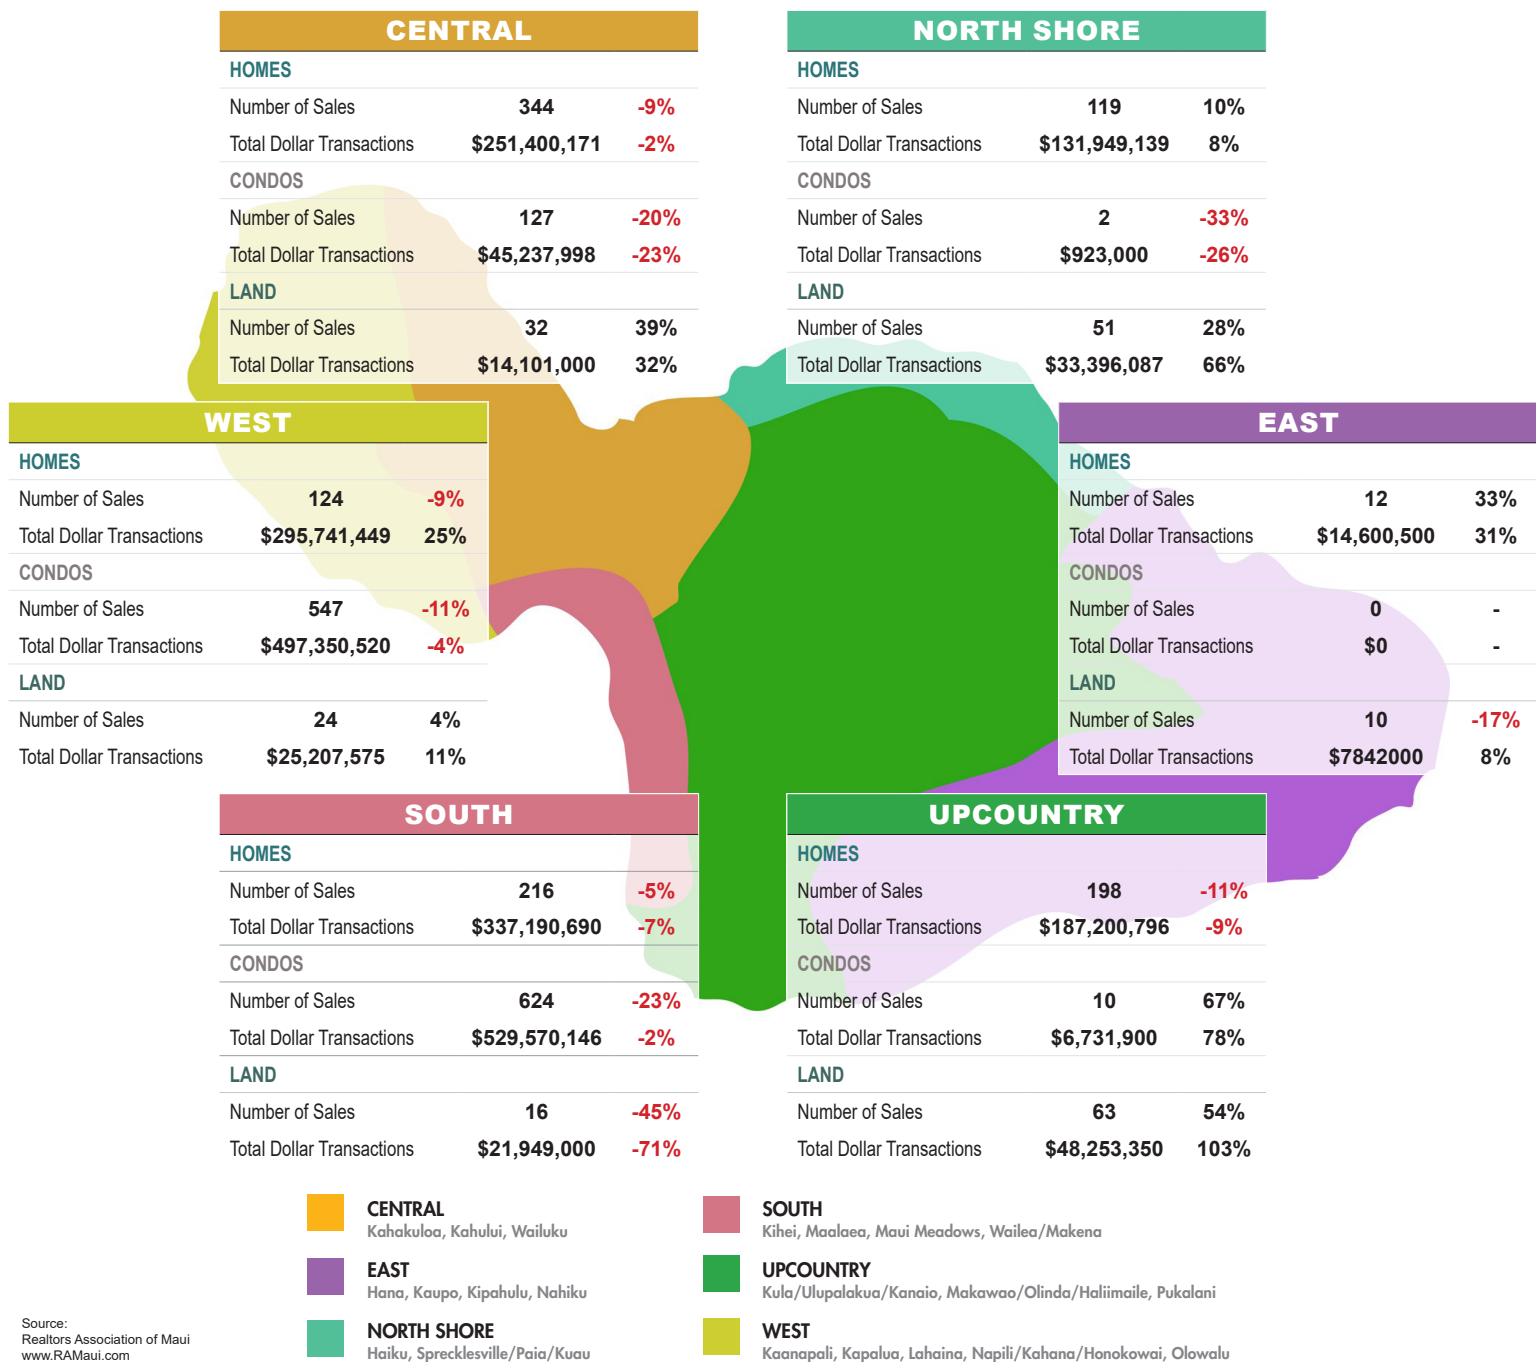 CENTRAL
HOMES
Number of Sales 344 -9%
Total Dollar Transactions $251,400,171 -2%
CONDOS
Number of Sales 127 -20%
Total Dollar Transactions $45,237,998 -23%
LAND
Number of Sales 32 39%
Total Dollar Transactions $14,101,000 32%
NORTH SHORE
HOMES
Number of Sales 119 10%
Total Dollar Transactions $131,949,139 8%
CONDOS
Number of Sales 2 -33%
Total Dollar Transactions $923,000 -26%
LAND
Number of Sales 51 28%
Total Dollar Transactions $33,396,087 66%
WEST
HOMES
Number of Sales 124 -9%
Total Dollar Transactions $295,741,449 25%
CONDOS
Number of Sales 547 -11%
Total Dollar Transactions $497,350,520 -4%
LAND
Number of Sales 24 4%
Total Dollar Transactions $25,207,575 11%
EAST
HOMES
Number of Sales 12 33%
Total Dollar Transactions $14,600,500 31%
CONDOS
Number of Sales 0 -
Total Dollar Transactions $0 -
LAND
Number of Sales 10 -17%
Total Dollar Transactions $7842000 8%
SOUTH
HOMES
Number of Sales 216 -5%
Total Dollar Transactions $337,190,690 -7%
CONDOS
Number of Sales 624 -23%
Total Dollar Transactions $529,570,146 -2%
LAND
Number of Sales 16 -45%
Total Dollar Transactions $21,949,000 -71%
UPCOUNTRY
HOMES
Number of Sales 198 -11%
Total Dollar Transactions $187,200,796 -9%
CONDOS
Number of Sales 10 67%
Total Dollar Transactions $6,731,900 78%
LAND
Number of Sales 63 54%
Total Dollar Transactions $48,253,350 103%
CENTRAL
Kahakuloa, Kahului, Wailuku
EAST
Hana, Kaupo, Kipahulu, Nahiku
NORTH SHORE
Haiku, Sprecklesville/Paia/Kuau
SOUTH
Kihei, Maalaea, Maui Meadows, Wailea/Makena
UPCOUNTRY
Kula/Ulupalakua/Kanaio, Makawao/Olinda/Haliimaile, Pukalani
WEST
Kaanapali, Kapalua, Lahaina, Napili/Kahana/Honokowai, Olowalu
Source:
Realtors Association of Maui
www.RAMaui.com